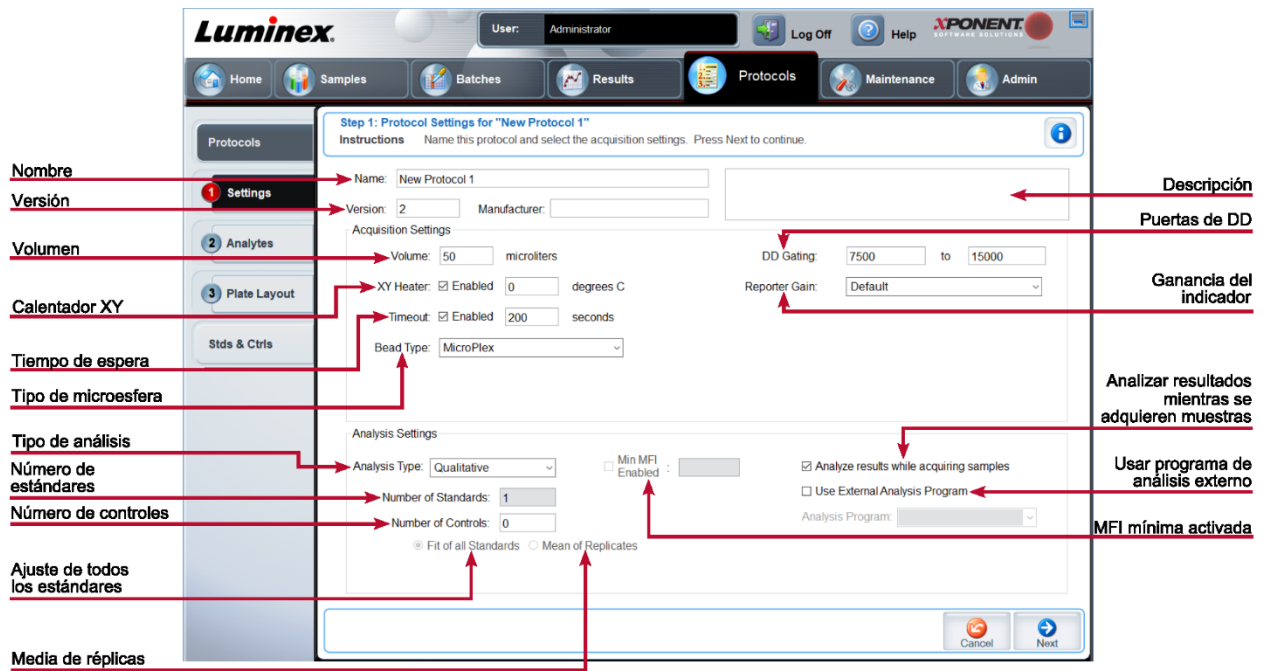 Luminex.
User: Administrator
Log Off
Help
XPONENT.
SOFTWARE SOLUTIONS
Home
Samples
Batches
Results
Protocols
Maintenance
Admin
Protocols
1 Settings
2 Analytes
3 Plate Layout
Stds & Ctrls
Step 1: Protocol Settings for "New Protocol 1"
Instructions Name this protocol and select the acquisition settings. Press Next to continue.
Name: New Protocol 1
Version: 2 Manufacturer:
Acquisition Settings
Volume: 50 microliters
DD Gating: 7500 to 15000
XY Heater: Enabled 0 degrees C
Reporter Gain: Default
Timeout: Enabled 200 seconds
Bead Type: MicroPlex
Analysis Settings
Analysis Type: Qualitative
Min MFI
Enabled :
Analyze results while acquiring samples
Number of Standards: 1
Use External Analysis Program
Number of Controls: 0
Analysis Program:
Fit of all Standards Mean of Replicates
Cancel
Next
Nombre
Versión
Volumen
Calentador XY
Tiempo de espera
Tipo de microesfera
Tipo de análisis
Número de
estándares
Número de controles
Ajuste de todos
los estándares
Media de réplicas
Descripción
Puertas de DD
Ganancia del
indicador
Analizar resultados
mientras se
adquieren muestras
Usar programa de
análisis externo
MFI mínima activada